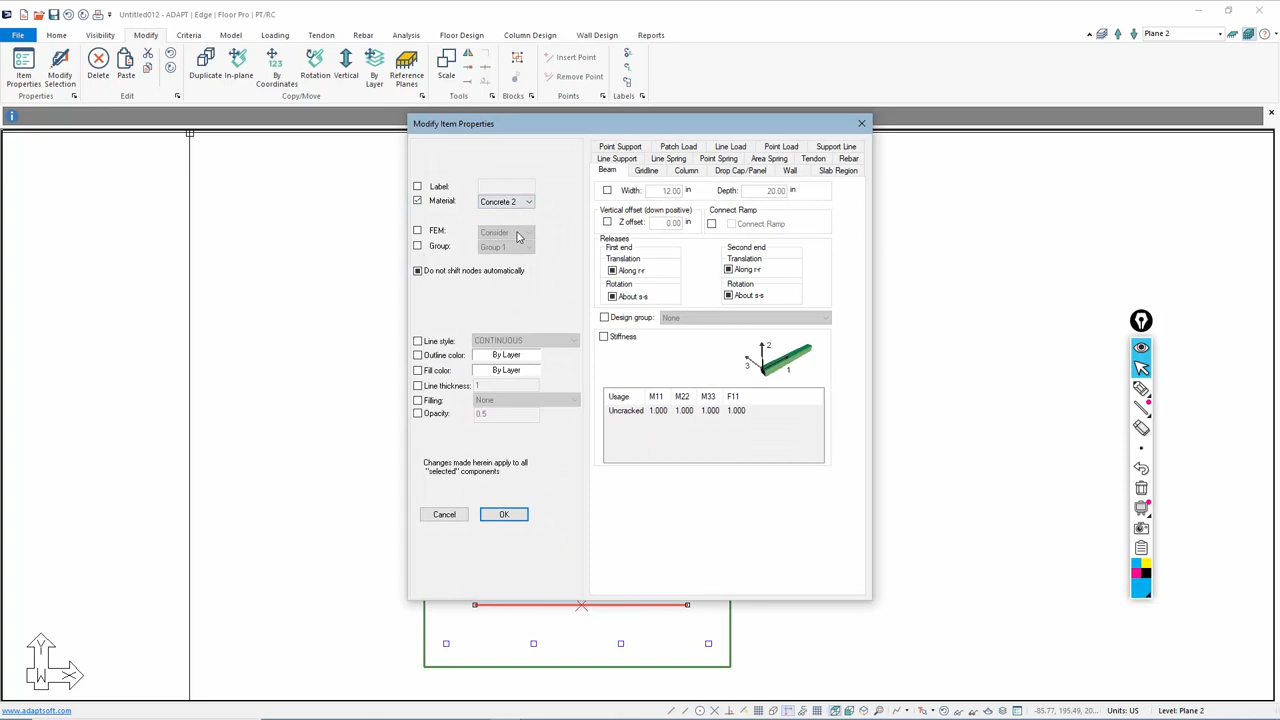 Untitled012 - ADAPT | Edge | Floor Pro | PT/RC
File Home Visibility Modify Criteria Model Loading Tendon Rebar Analysis Floor Design Column Design Wall Design Reports
Plane 2
Item Properties
Modify Selection
Properties
Delete
Paste
Edit
Duplicate
In-plane
By Coordinates
Rotation
Vertical
By Layer
Reference Planes
Copy/Move
Scale
Tools
Blocks
Insert Point
Remove Point
Points
Labels
Modify Item Properties
Label:
Material: Concrete 2
FEM: Consider
Group: Group 1
Do not shift nodes automatically
Line style: CONTINUOUS
Outline color: By Layer
Fill color: By Layer
Line thickness: 1
Filling: None
Opacity: 0.5
Changes made herein apply to all
"selected" components
Cancel OK
Point Support Patch Load Line Load Point Load Support Line
Line Support Line Spring Point Spring Area Spring Tendon Rebar
Beam Gridline Column Drop Cap/Panel Wall Slab Region
Width: 12.00 in Depth: 20.00 in
Vertical offset (down positive) Connect Ramp
Z offset: 0.00 in Connect Ramp
Releases
First end Second end
Translation Translation
Along r-r Along r-r
Rotation Rotation
About s-s About s-s
Design group: None
Stiffness
2
3
1
Usage M11 M22 M33 F11
Uncracked 1.000 1.000 1.000 1.000
Y
W X
www.adaptsoft.com
-85.77, 195.49, 20... Units: US Level: Plane 2